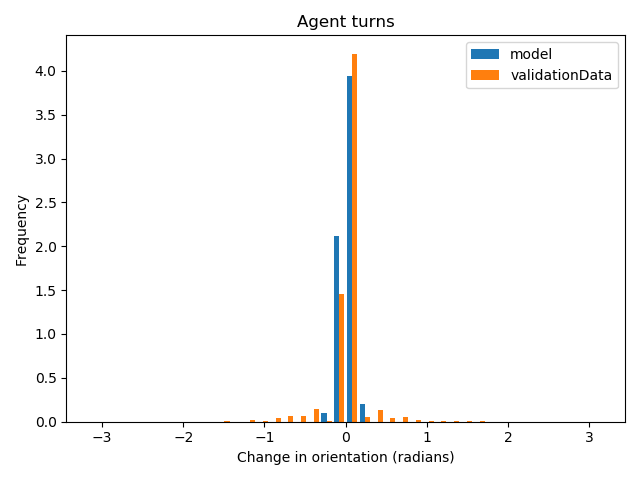 Agent turns
model
validationData
4.0
3.5
3.0
2.5
2.0
1.5
1.0
0.5
0.0
Frequency
−3 −2 −1 0 1 2 3
Change in orientation (radians)